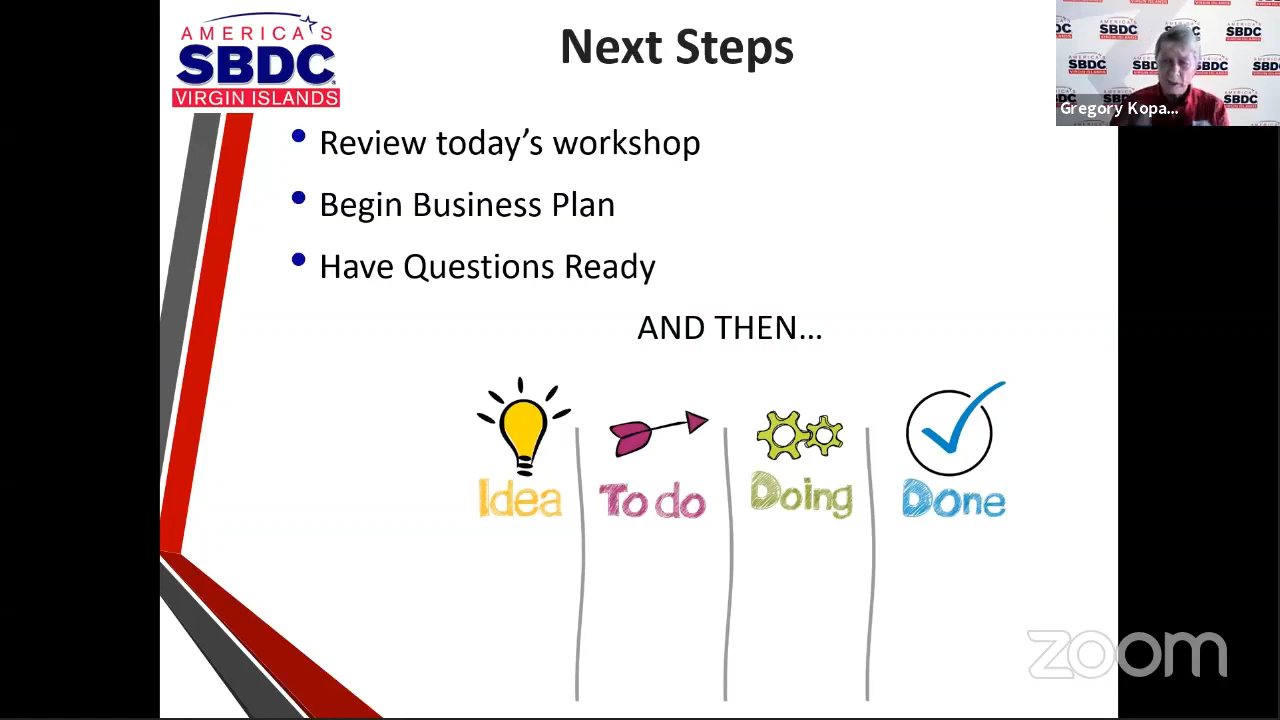 AMERICA'S
SBDC
VIRGIN ISLANDS
Next Steps
• Review today's workshop
• Begin Business Plan
• Have Questions Ready
AND THEN...
Idea
To do
Doing
Done
Gregory Kopa...
zoom